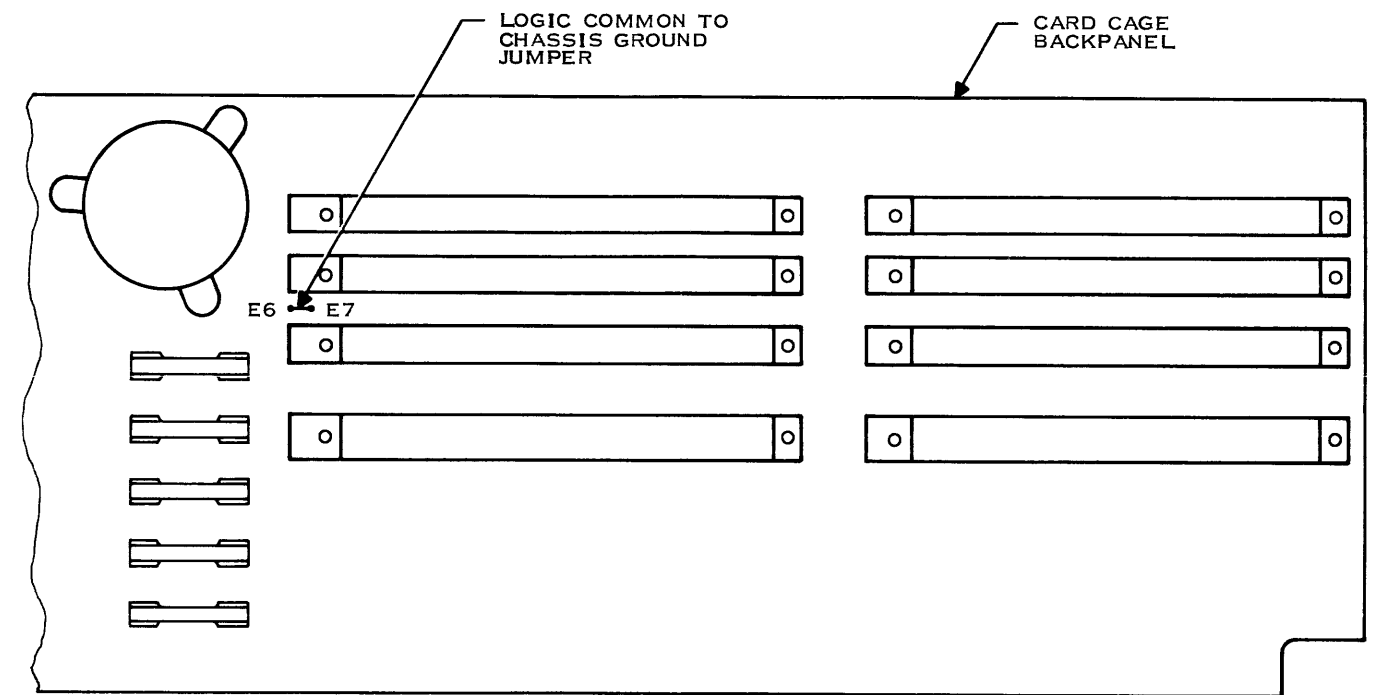 LOGIC COMMON TO
CHASSIS GROUND
JUMPER
CARD CAGE
BACKPANEL
E6 E7